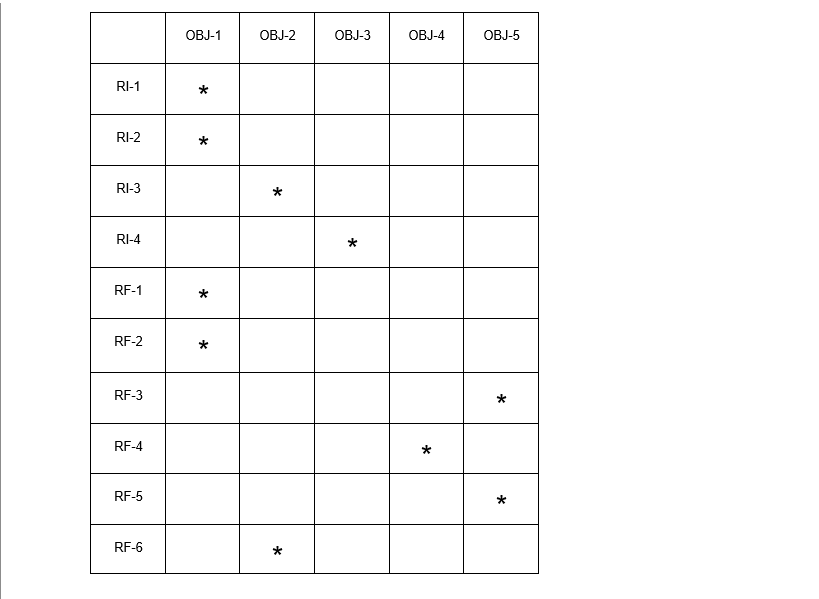 OBJ-1 OBJ-2 OBJ-3 OBJ-4 OBJ-5
RI-1 *
RI-2 *
RI-3 *
RI-4 *
RF-1 *
RF-2 *
RF-3 *
RF-4 *
RF-5 *
RF-6 *